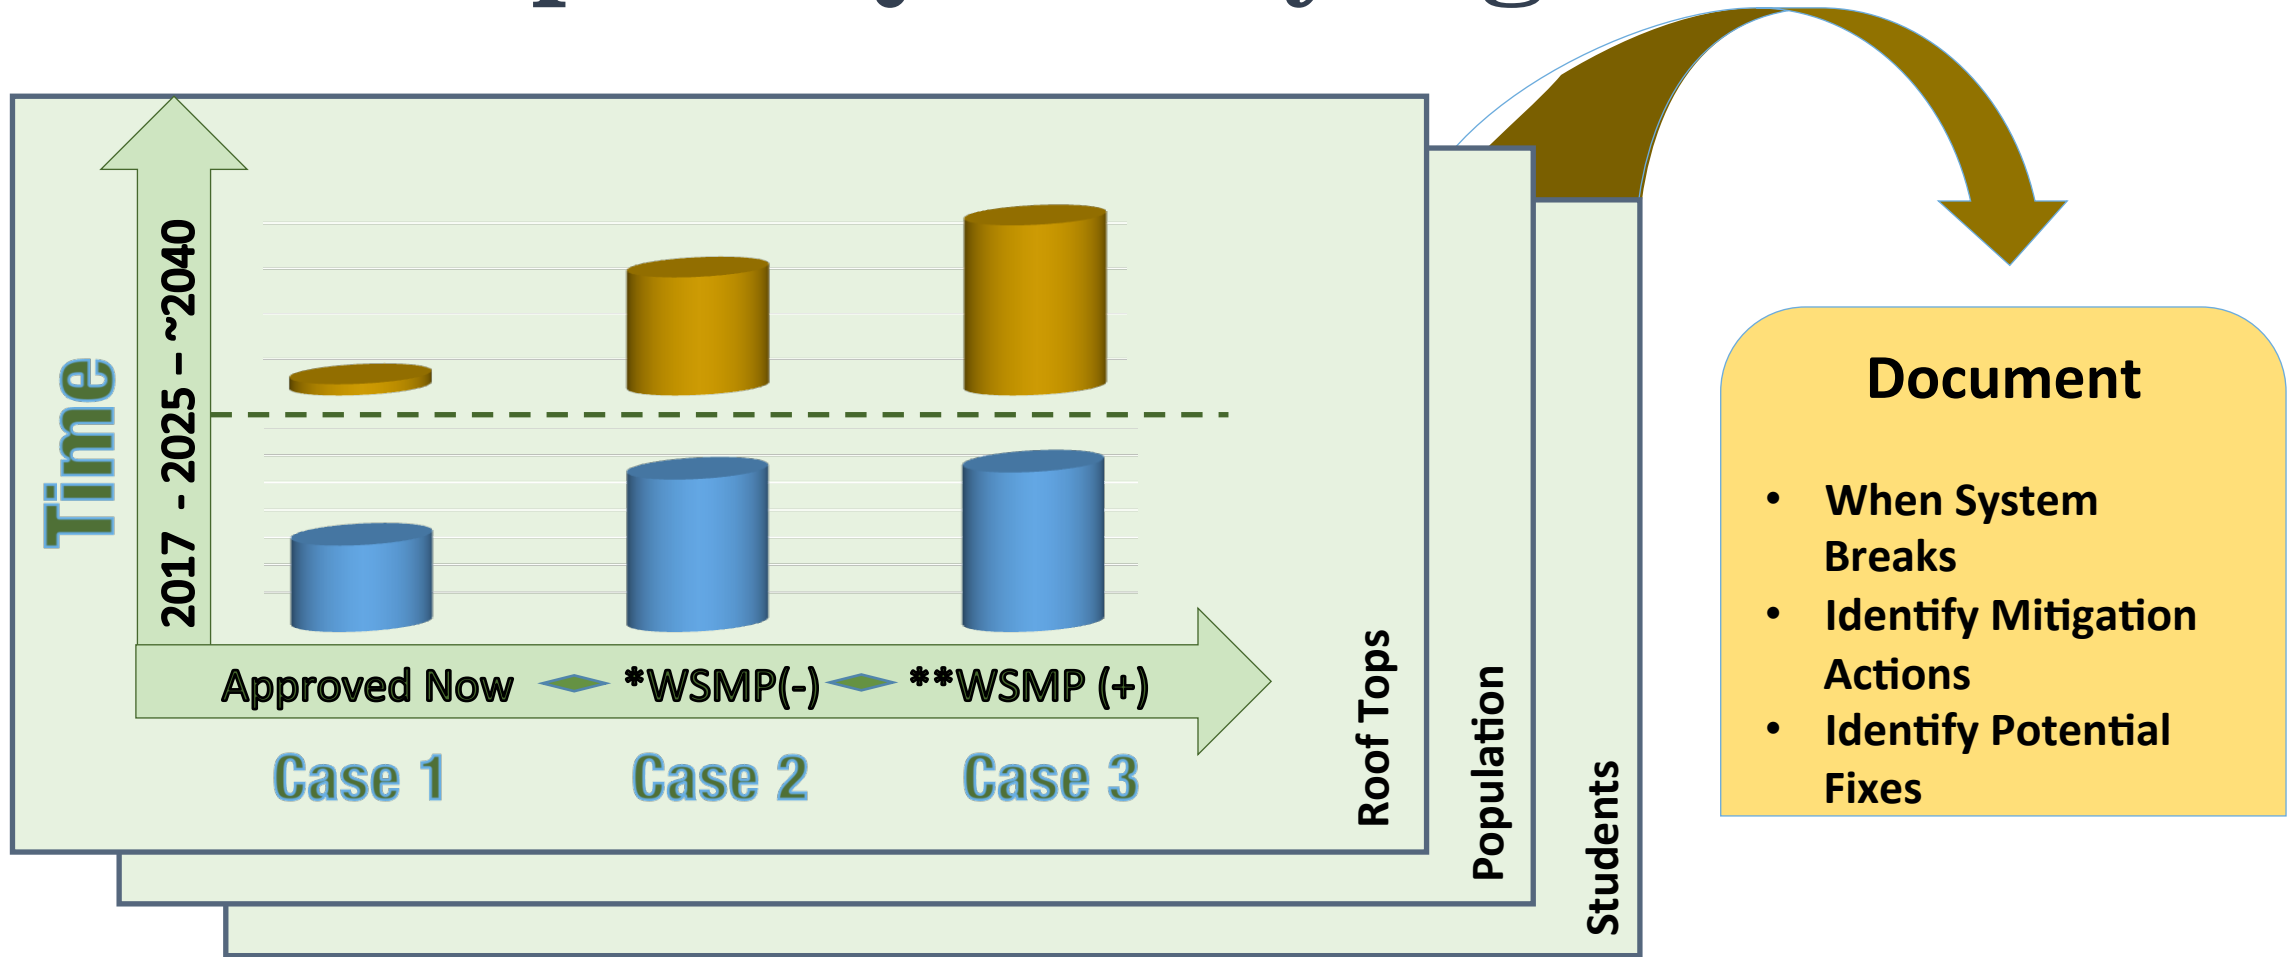 Time
2017 - 2025 – ~2040
Approved Now
*WSMP(-)
**WSMP (+)
Case 1
Case 2
Case 3
Roof Tops
Population
Students
Document
• When System
Breaks
• Identify Mitigation
Actions
• Identify Potential
Fixes